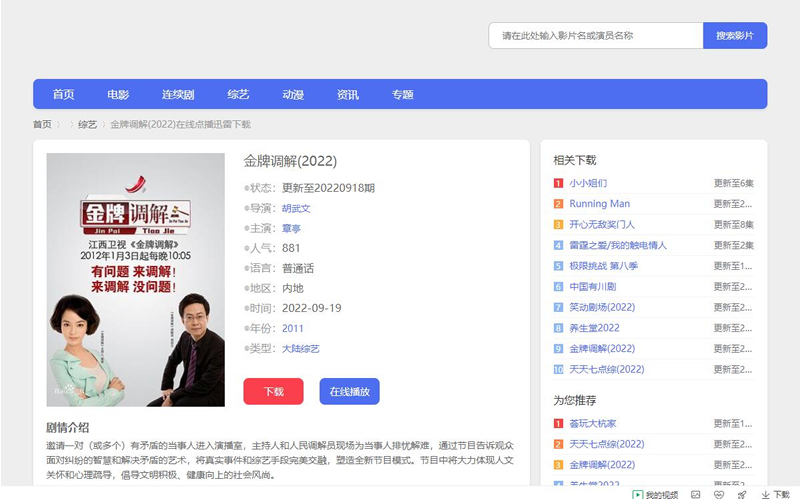 请在此处输入影片名或演员名称
搜索影片
首页 电影 连续剧 综艺 动漫 资讯 专题
首页 〉 〉 综艺 〉 金牌调解(2022)在线点播迅雷下载
金牌调解
Jin Pai Tiao Jie
江西卫视《金牌调解》
2012年1月3日起每晚10:05
有问题 来调解!
来调解 没问题!
金牌调解(2022)
状态：更新至20220918期
导演：胡武文
主演：章亭
人气：881
语言：普通话
地区：内地
时间：2022-09-19
年份：2011
类型：大陆综艺
下载 在线播放
剧情介绍
邀请一对（或多个）有矛盾的当事人进入演播室，主持人和人民调解员现场为当事人排忧解难，通过节目告诉观众
面对纠纷的智慧和解决矛盾的艺术，将真实事件和综艺手段完美交融，塑造全新节目模式。节目中将大力体现人文
关怀和心理疏导，倡导文明积极、健康向上的社会风尚。
相关下载
1 小小姐们 更新至6集
2 Running Man 更新至2...
3 开心无敌奖门人 更新至8集
4 雷霆之爱/我的触电情人 更新至2集
5 极限挑战 第八季 更新至1...
6 中国有川剧 更新至2...
7 笑动剧场(2022) 更新至2...
8 养生堂2022 更新至2...
9 金牌调解(2022) 更新至2...
10 天天七点综(2022) 更新至2...
为您推荐
1 答玩大杭家 更新至1...
2 天天七点综(2022) 更新至2...
3 金牌调解(2022) 更新至2...
4 养生堂2022 更新至2...
我的视频 下载